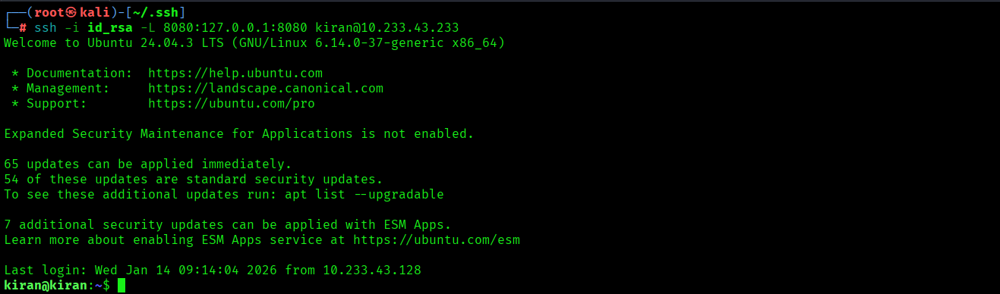 ┌──(root㉿kali)-[~/.ssh]
└─# ssh -i id_rsa -L 8080:127.0.0.1:8080 kiran@10.233.43.233
Welcome to Ubuntu 24.04.3 LTS (GNU/Linux 6.14.0-37-generic x86_64)

 * Documentation:  https://help.ubuntu.com
 * Management:     https://landscape.canonical.com
 * Support:        https://ubuntu.com/pro

Expanded Security Maintenance for Applications is not enabled.

65 updates can be applied immediately.
54 of these updates are standard security updates.
To see these additional updates run: apt list --upgradable

7 additional security updates can be applied with ESM Apps.
Learn more about enabling ESM Apps service at https://ubuntu.com/esm

Last login: Wed Jan 14 09:14:04 2026 from 10.233.43.128
kiran@kiran:~$